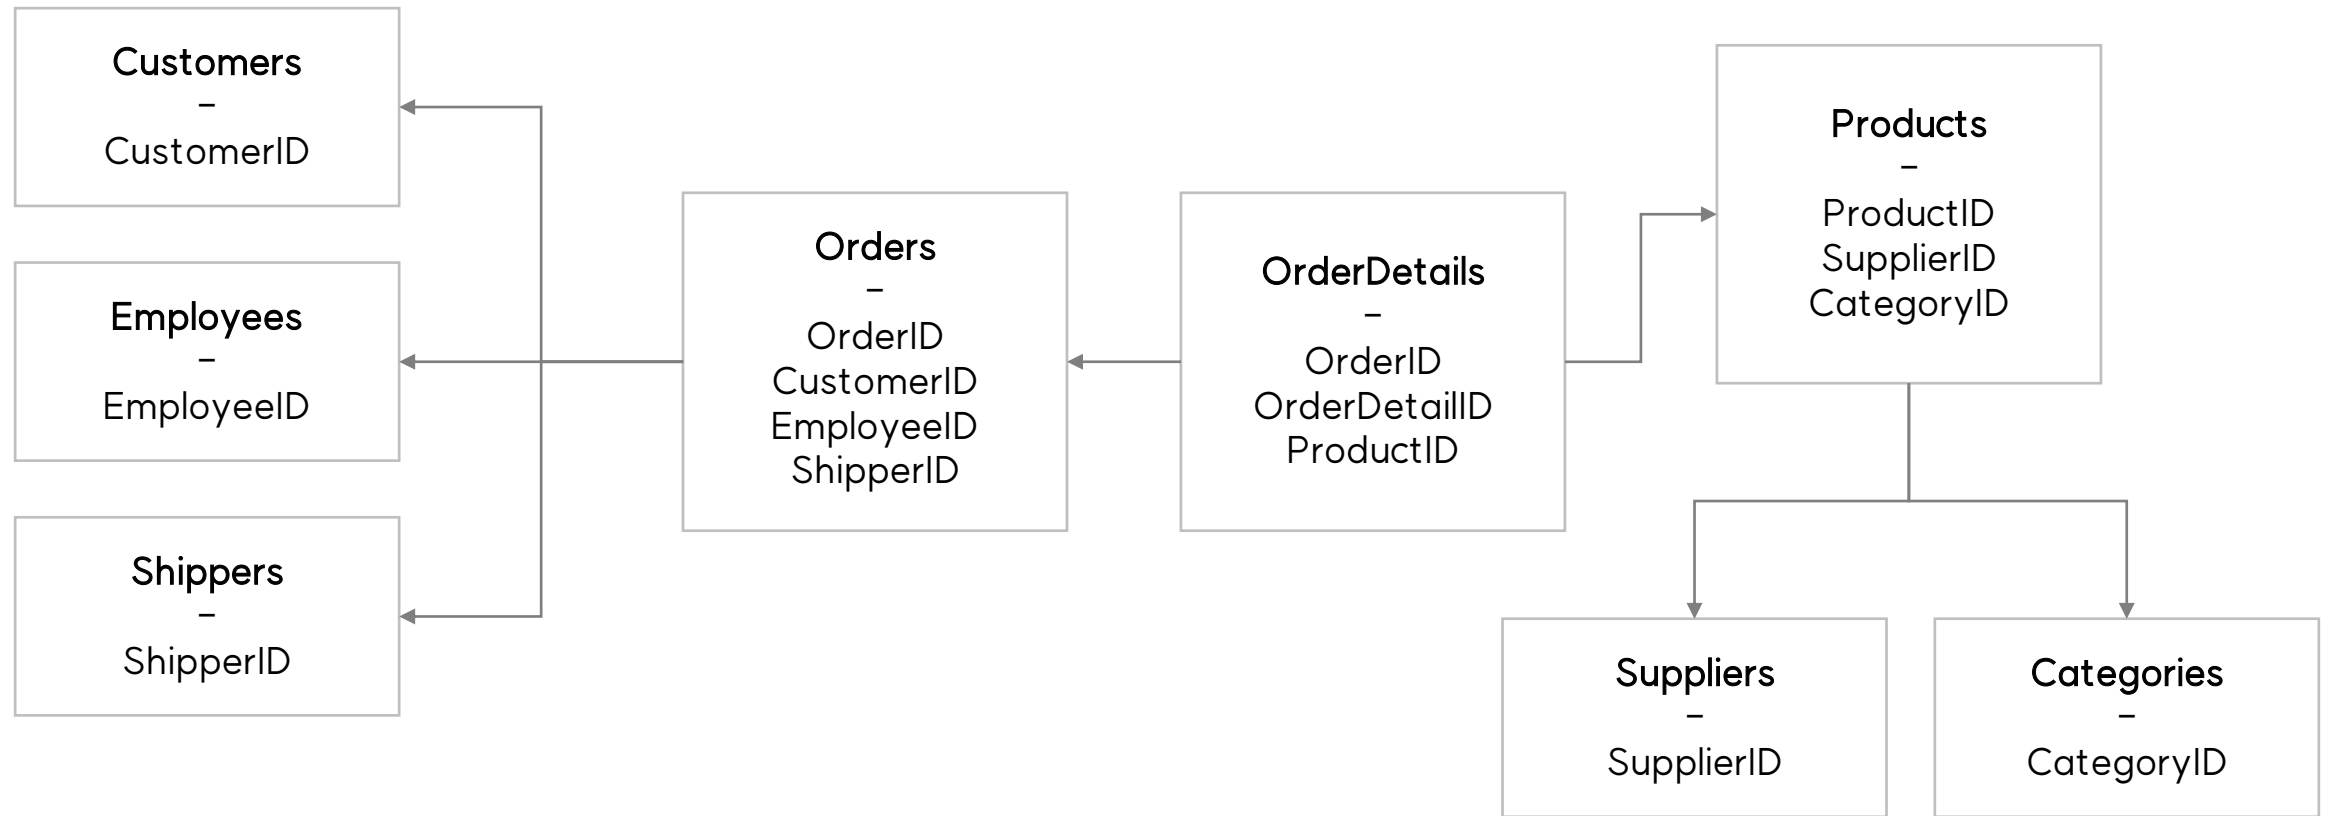 Customers
–
CustomerID
Employees
–
EmployeeID
Shippers
–
ShipperID
Orders
–
OrderID
CustomerID
EmployeeID
ShipperID
OrderDetails
–
OrderID
OrderDetailID
ProductID
Products
–
ProductID
SupplierID
CategoryID
Suppliers
–
SupplierID
Categories
–
CategoryID